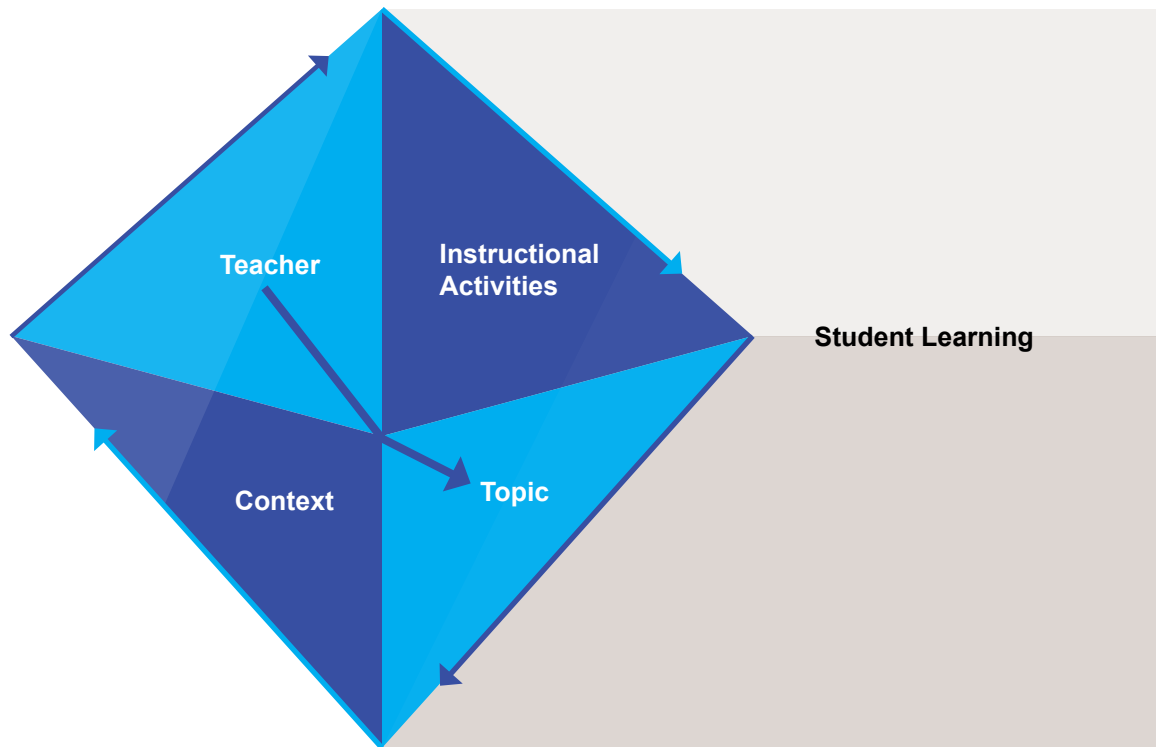 Teacher
Instructional
Activities
Student Learning
Context
Topic